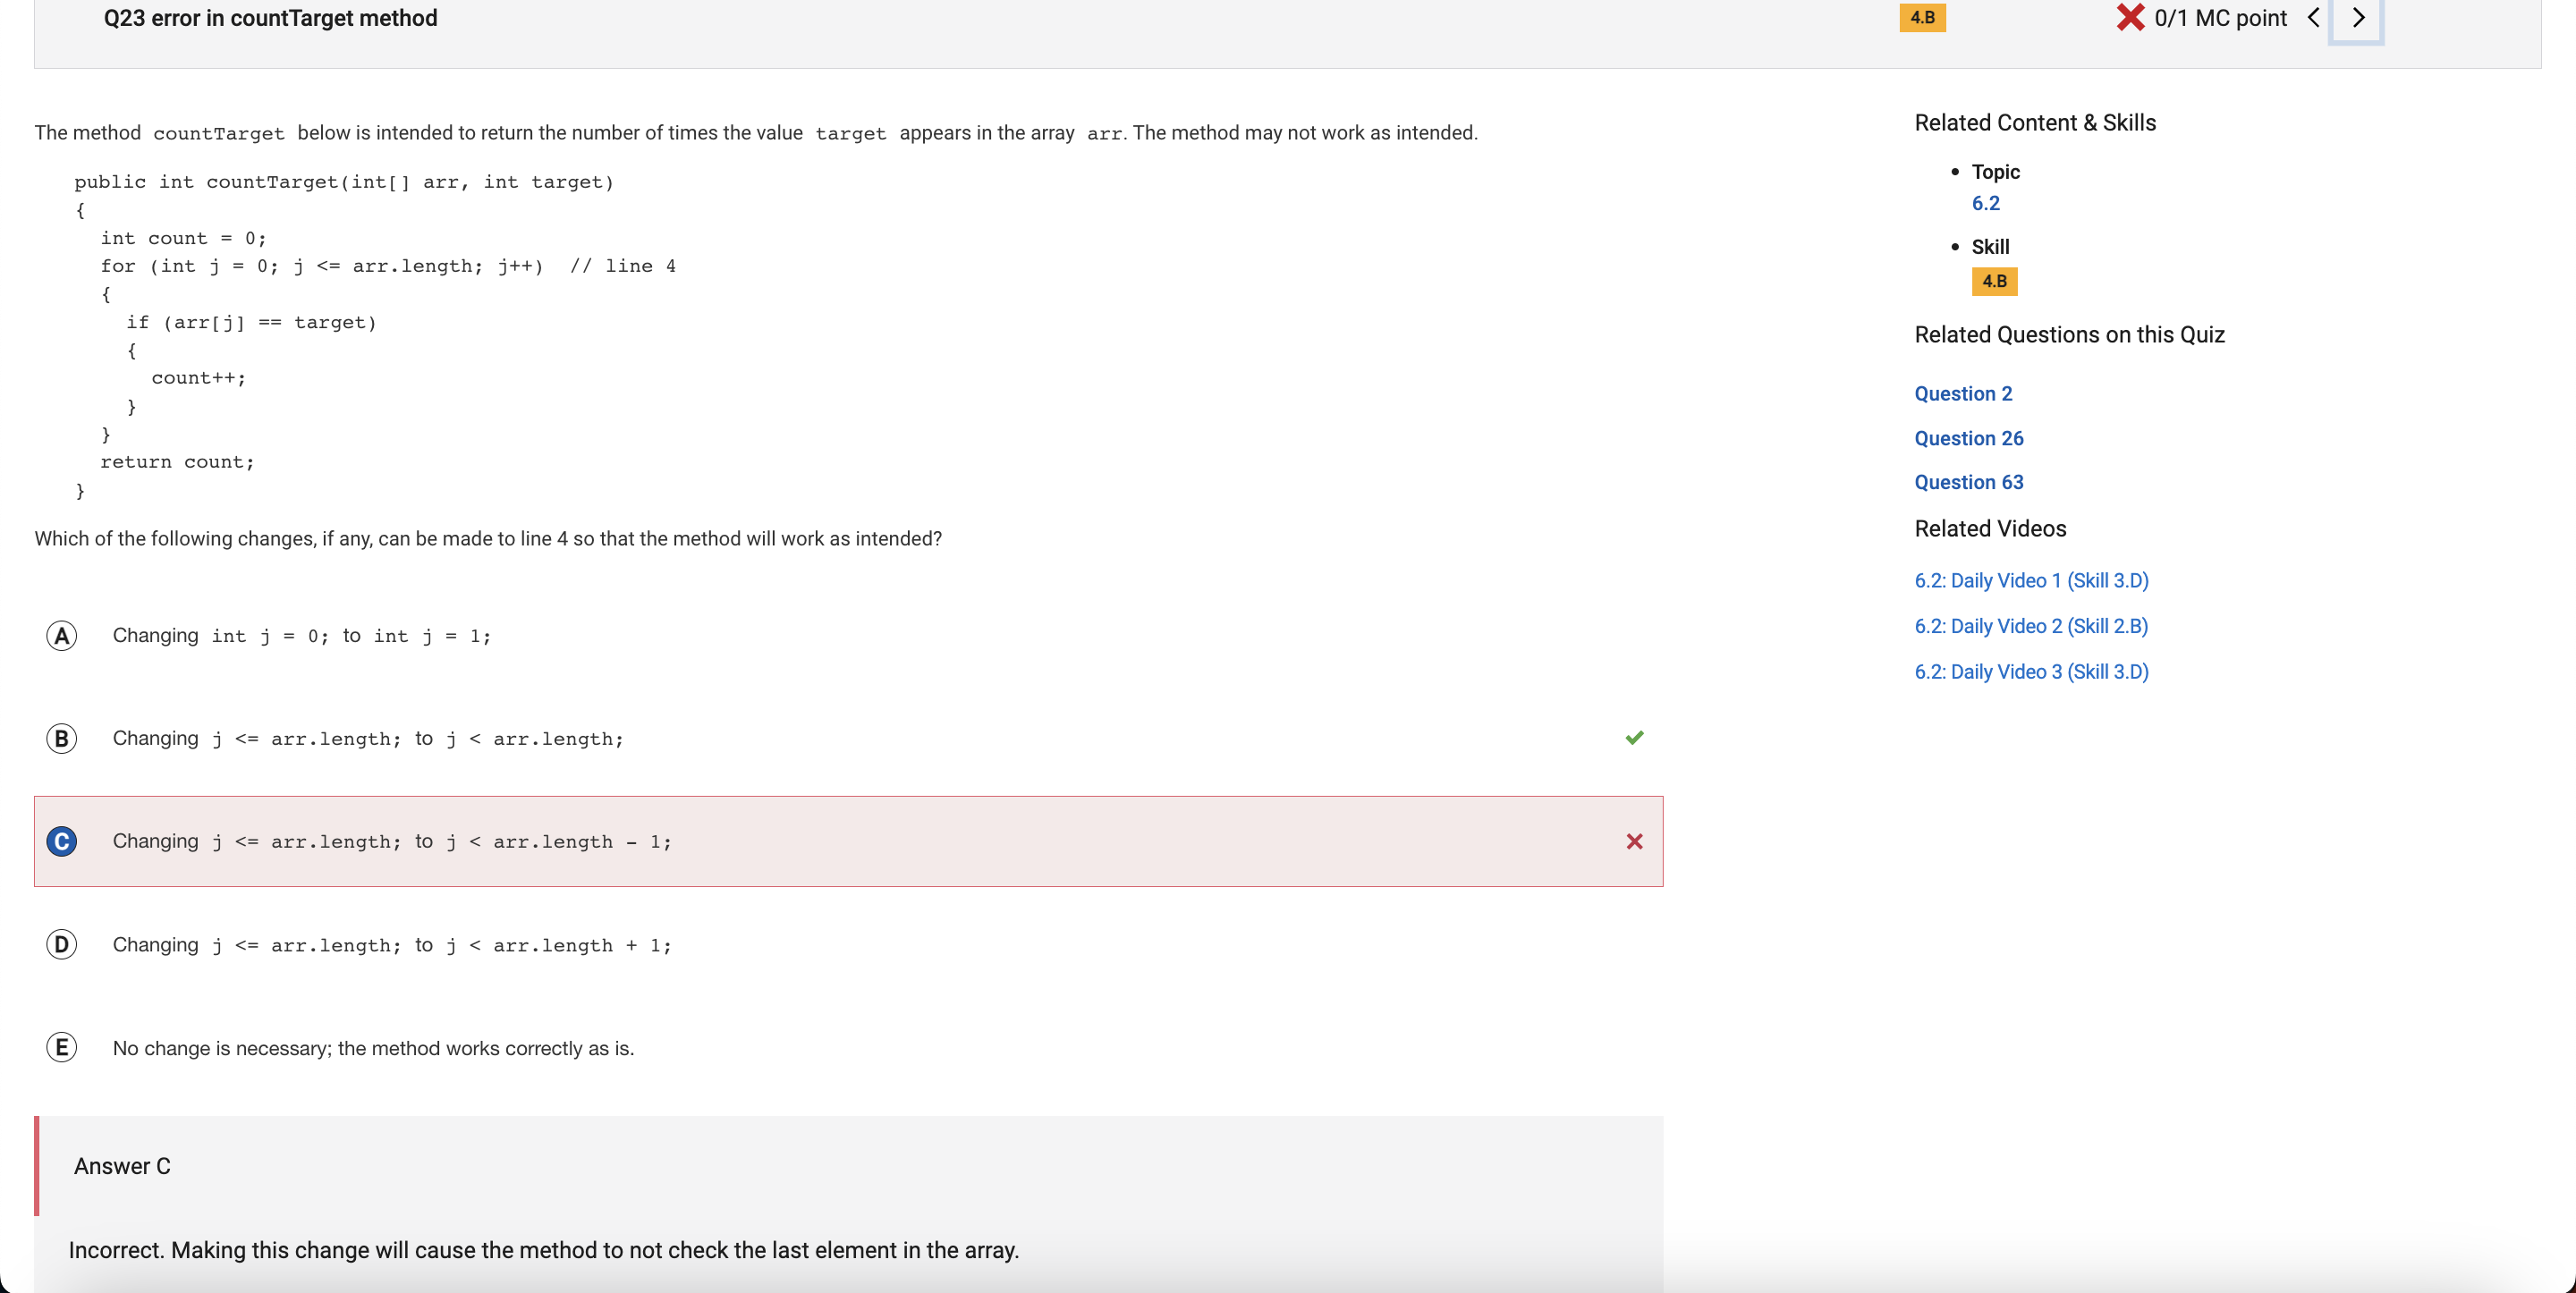 Q23 error in countTarget method
4.B
0/1 MC point
The method countTarget below is intended to return the number of times the value target appears in the array arr. The method may not work as intended.
public int countTarget(int[] arr, int target)
{
int count = 0;
for (int j = 0; j <= arr.length; j++) // line 4
{
if (arr[j] == target)
{
count++;
}
}
return count;
}
Which of the following changes, if any, can be made to line 4 so that the method will work as intended?
A Changing int j = 0; to int j = 1;
B Changing j <= arr.length; to j < arr.length;
C Changing j <= arr.length; to j < arr.length - 1;
D Changing j <= arr.length; to j < arr.length + 1;
E No change is necessary; the method works correctly as is.
Answer C
Incorrect. Making this change will cause the method to not check the last element in the array.
Related Content & Skills
• Topic
6.2
• Skill
4.B
Related Questions on this Quiz
Question 2
Question 26
Question 63
Related Videos
6.2: Daily Video 1 (Skill 3.D)
6.2: Daily Video 2 (Skill 2.B)
6.2: Daily Video 3 (Skill 3.D)